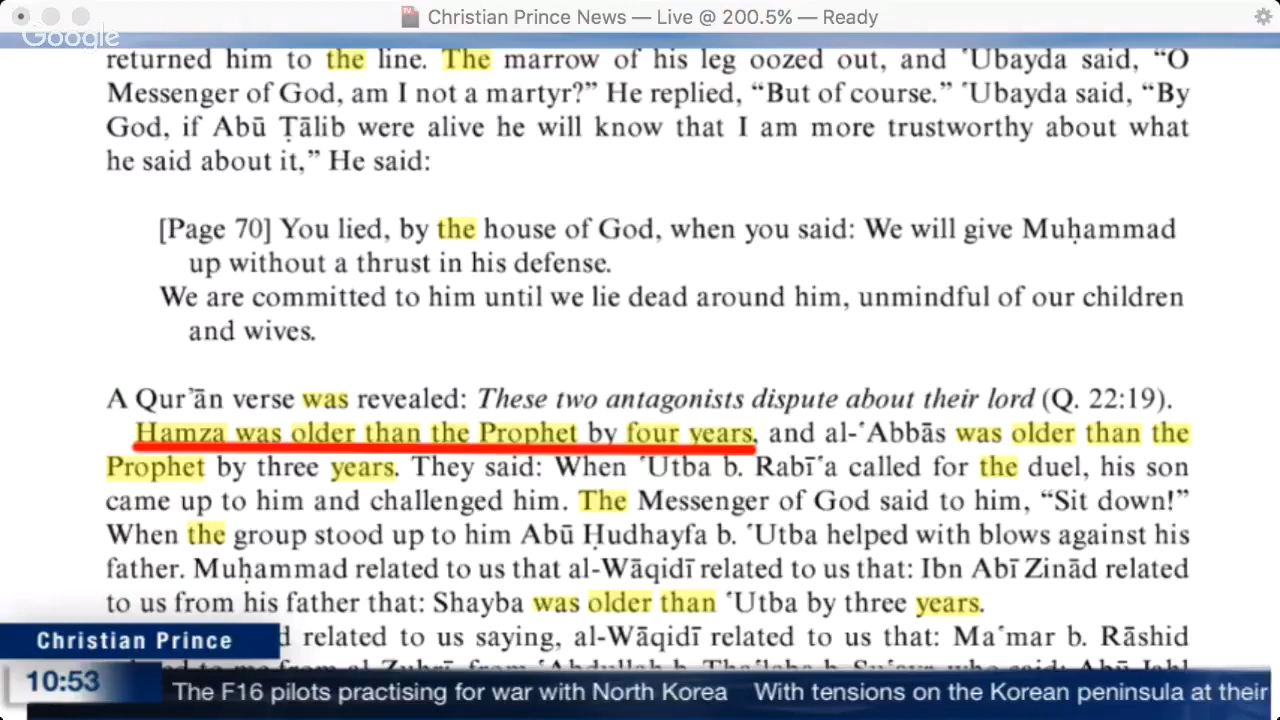 Christian Prince News — Live @ 200.5% — Ready
Google
returned him to the line. The marrow of his leg oozed out, and ʿUbayda said, “O
Messenger of God, am I not a martyr?” He replied, “But of course.” ʿUbayda said, “By
God, if Abū Ṭālib were alive he will know that I am more trustworthy about what
he said about it,” He said:
[Page 70] You lied, by the house of God, when you said: We will give Muḥammad
up without a thrust in his defense.
We are committed to him until we lie dead around him, unmindful of our children
and wives.
A Qurʾān verse was revealed: These two antagonists dispute about their lord (Q. 22:19).
Hamza was older than the Prophet by four years, and al-ʿAbbās was older than the
Prophet by three years. They said: When ʿUtba b. Rabīʿa called for the duel, his son
came up to him and challenged him. The Messenger of God said to him, “Sit down!”
When the group stood up to him Abū Ḥudhayfa b. ʿUtba helped with blows against his
father. Muḥammad related to us that al-Wāqidī related to us that: Ibn Abī Zinād related
to us from his father that: Shayba was older than ʿUtba by three years.
related to us saying, al-Wāqidī related to us that: Maʿmar b. Rāshid
Christian Prince
10:53
The F16 pilots practising for war with North Korea With tensions on the Korean peninsula at their